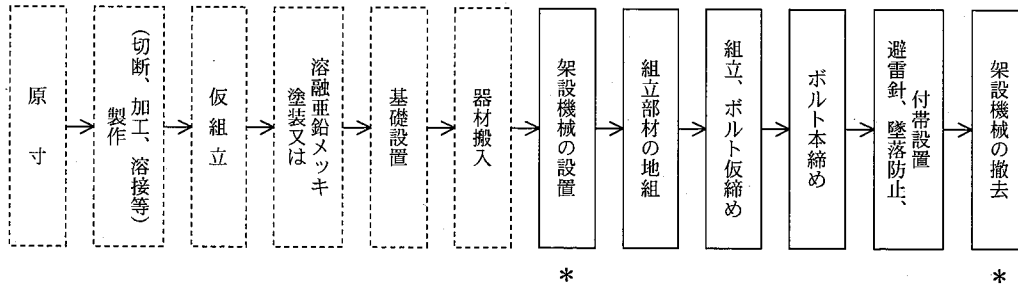 原寸
製作
(切断、加工、溶接等)
仮組立
塗装又は
溶融亜鉛メッキ
基礎設置
器材搬入
架設機械の設置
組立部材の地組
組立、ボルト仮締め
ボルト本締め
避雷針、墜落防止、
付帯設置
架設機械の撤去
*
*